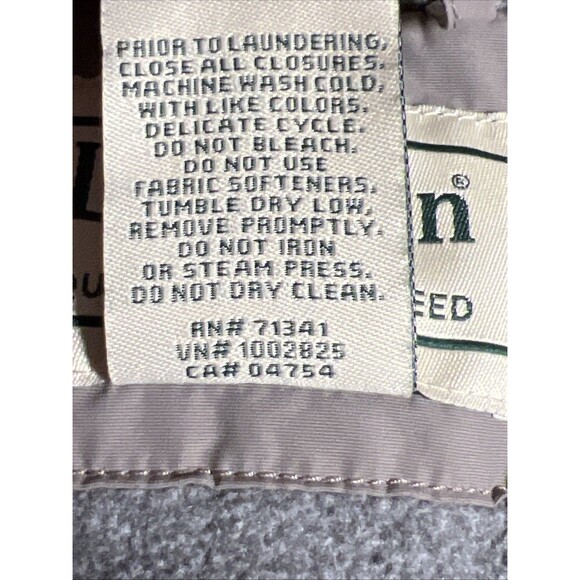 PRIOR TO LAUNDERING,
CLOSE ALL CLOSURES.
MACHINE WASH COLD,
WITH LIKE COLORS.
DELICATE CYCLE.
DO NOT BLEACH.
DO NOT USE
FABRIC SOFTENERS.
TUMBLE DRY LOW,
REMOVE PROMPTLY.
DO NOT IRON
OR STEAM PRESS.
DO NOT DRY CLEAN.
RN# 71341
VN# 1002825
CA# 04754
L n®
QU EED